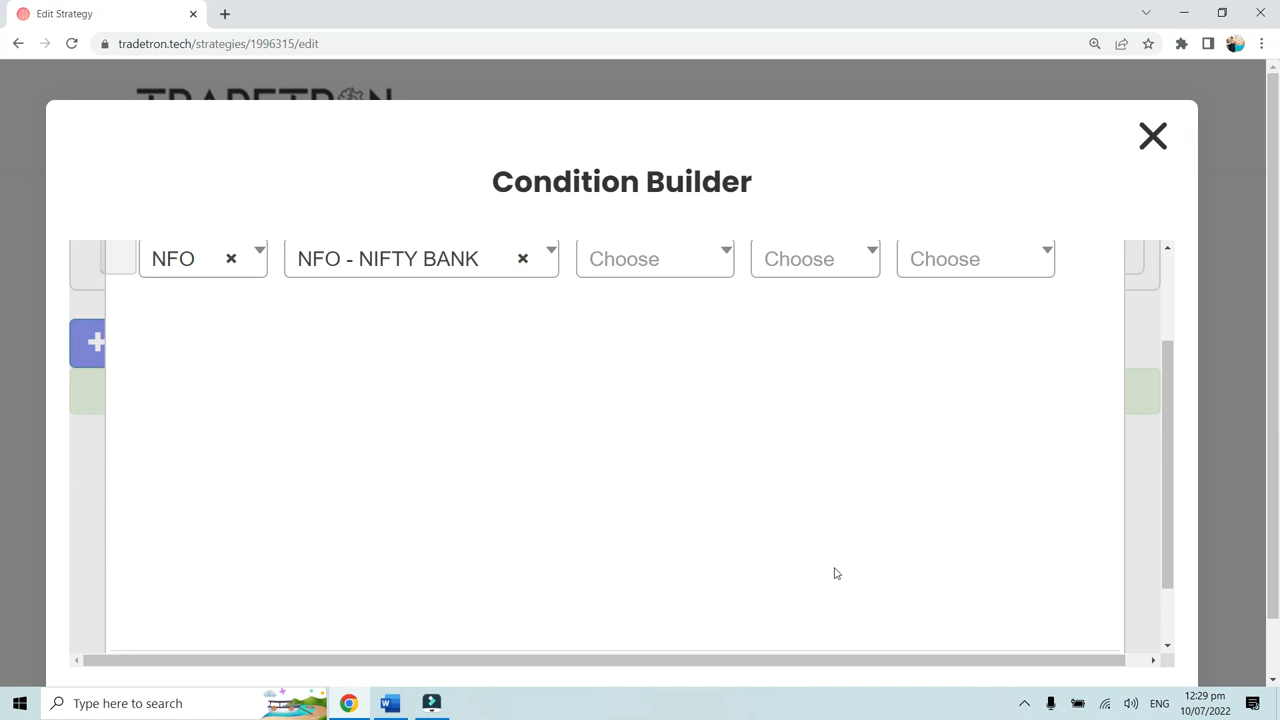 Edit Strategy
tradetron.tech/strategies/1996315/edit
TRADETRON
Condition Builder
NFO
NFO - NIFTY BANK
Choose
Choose
Choose
Type here to search
ENG
12:29 pm
10/07/2022